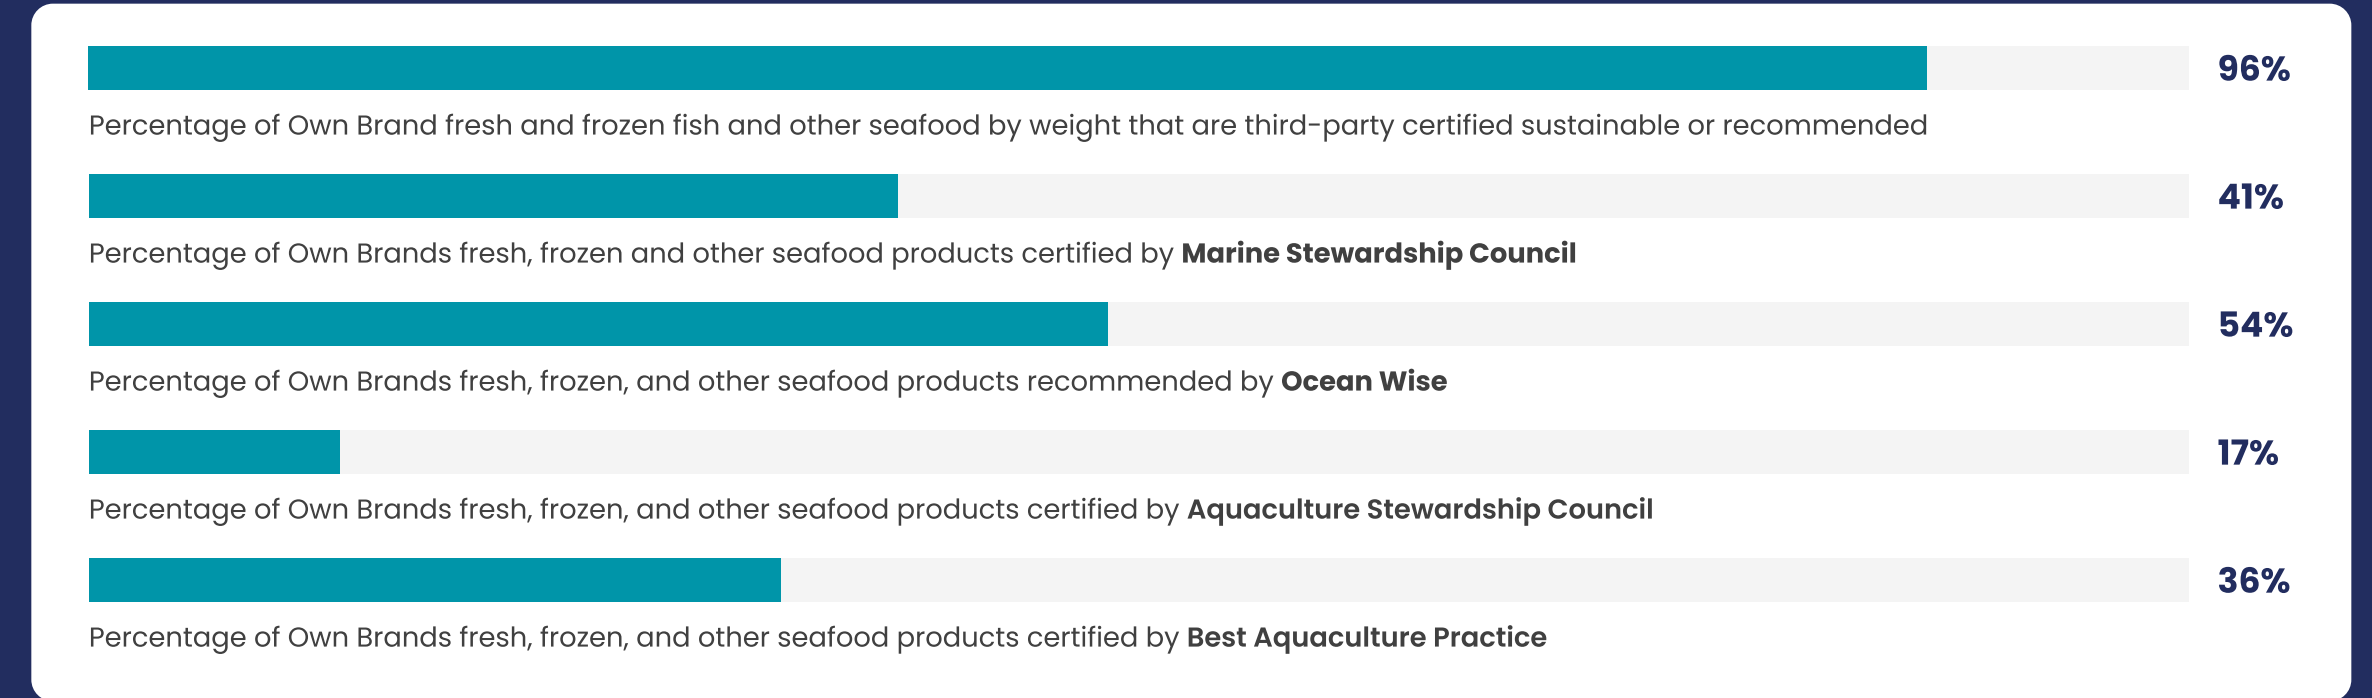 96%
Percentage of Own Brand fresh and frozen fish and other seafood by weight that are third-party certified sustainable or recommended
41%
Percentage of Own Brands fresh, frozen and other seafood products certified by Marine Stewardship Council
54%
Percentage of Own Brands fresh, frozen, and other seafood products recommended by Ocean Wise
17%
Percentage of Own Brands fresh, frozen, and other seafood products certified by Aquaculture Stewardship Council
36%
Percentage of Own Brands fresh, frozen, and other seafood products certified by Best Aquaculture Practice